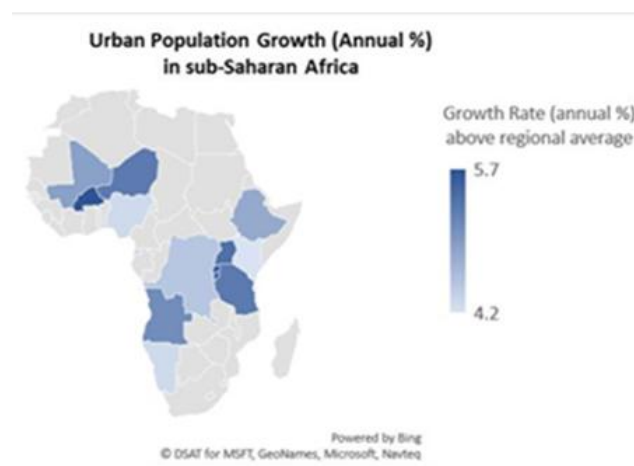 Urban Population Growth (Annual %)
in sub-Saharan Africa
Growth Rate (annual %)
above regional average
5.7
4.2
Powered by Bing
© DSAT for MSFT, GeoNames, Microsoft, Navteq